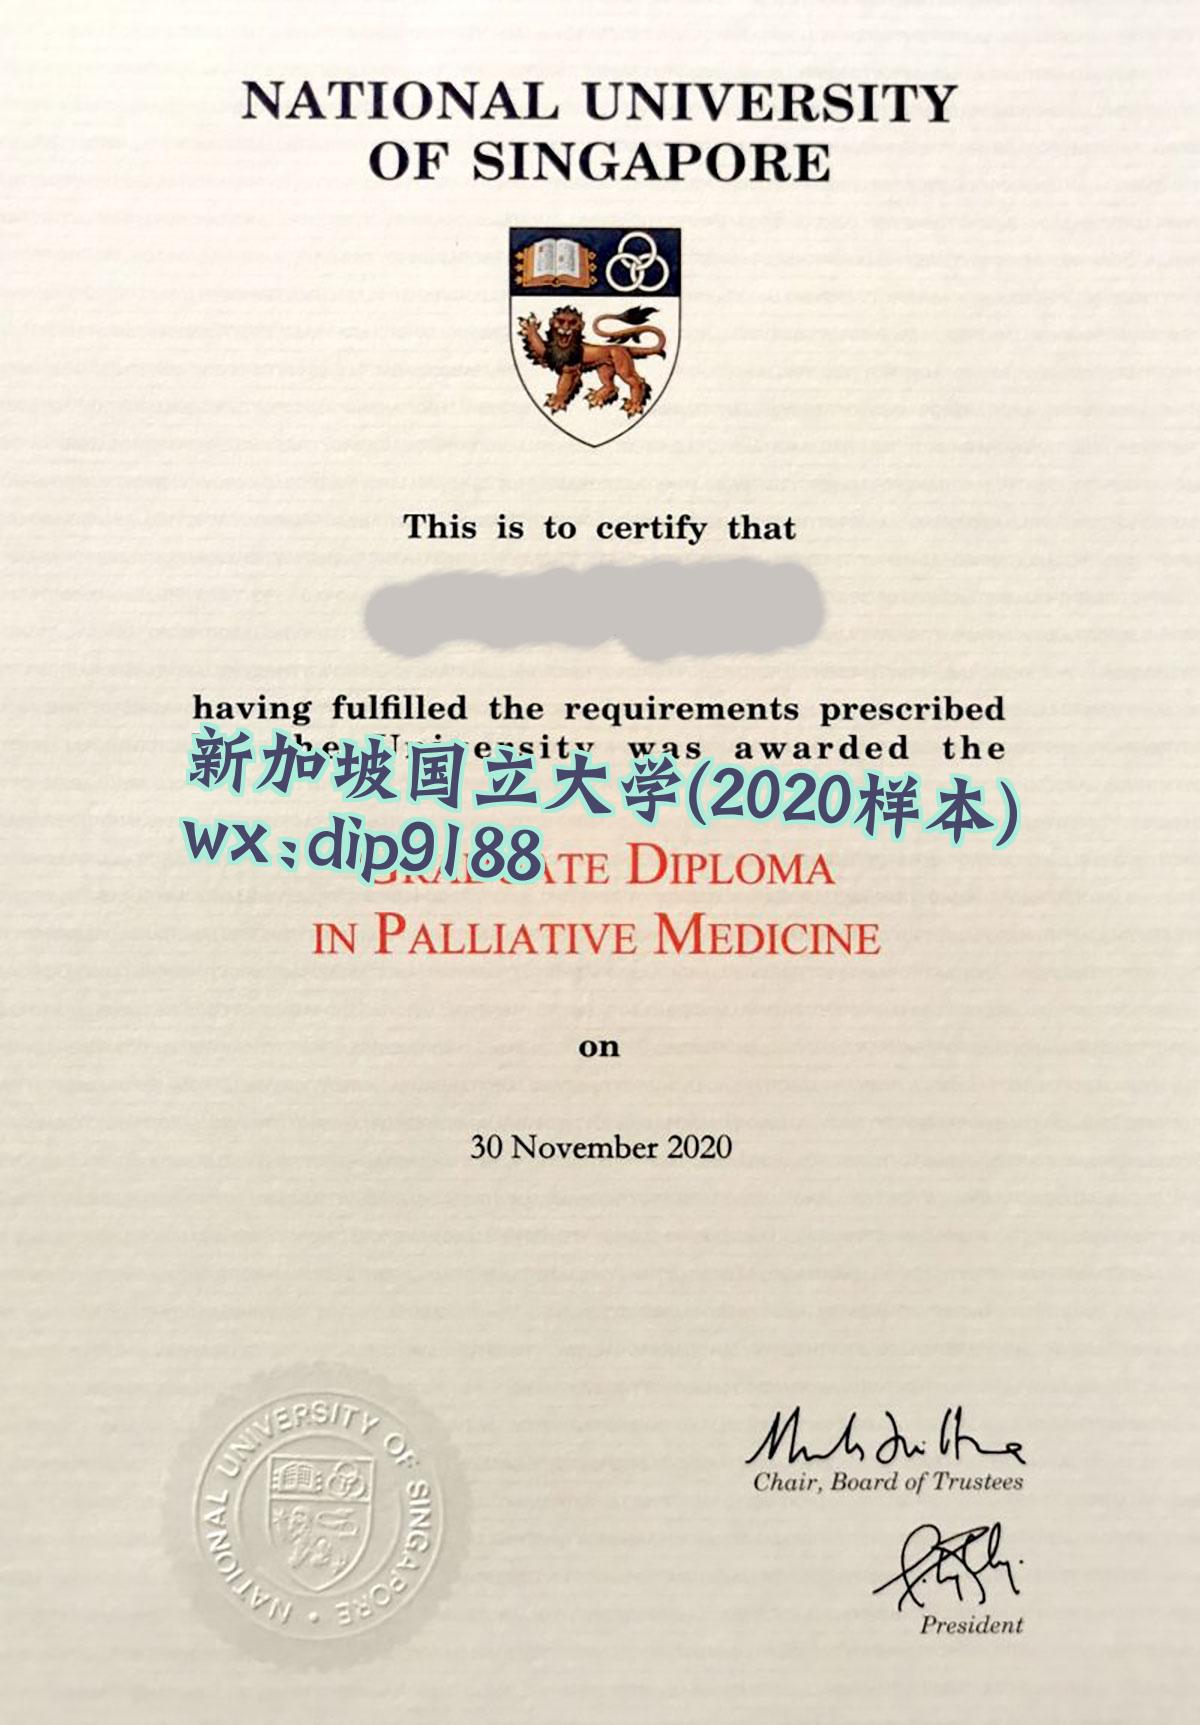 NATIONAL UNIVERSITY
OF SINGAPORE
This is to certify that
having fulfilled the requirements prescribed
University was awarded the
新加坡国立大学(2020样本)
wx:dip9188
GRADUATE DIPLOMA
IN PALLIATIVE MEDICINE
on
30 November 2020
NATIONAL UNIVERSITY OF SINGAPORE
Chair, Board of Trustees
President